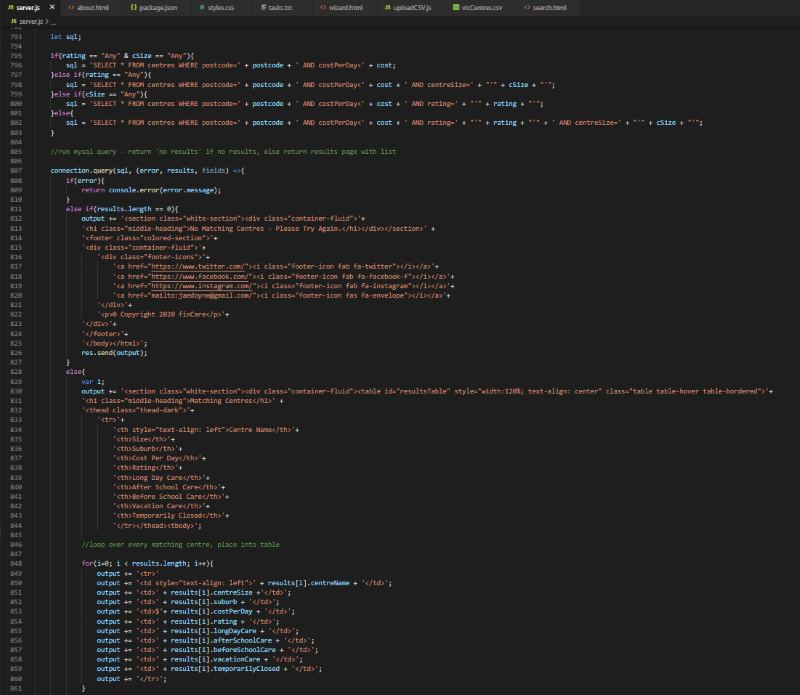 server.js × about.html package.json styles.css tasks.txt wizard.html uploadCSV.js vicCentres.csv search.html
server.js > ...
793 let sql;
794
795 if(rating == "Any" & cSize == "Any"){
796 sql = 'SELECT * FROM centres WHERE postcode=' + postcode + ' AND costPerDay<' + cost;
797 }else if(rating == "Any"){
798 sql = 'SELECT * FROM centres WHERE postcode=' + postcode + ' AND costPerDay<' + cost + ' AND centreSize=' + "'" + cSize + "'";
799 }else if(cSize == "Any"){
800 sql = 'SELECT * FROM centres WHERE postcode=' + postcode + ' AND costPerDay<' + cost + ' AND rating=' + "'" + rating + "'";
801 }else{
802 sql = 'SELECT * FROM centres WHERE postcode=' + postcode + ' AND costPerDay<' + cost + ' AND rating=' + "'" + rating + "'" + ' AND centreSize=' + "'" + cSize + "'";
803 }
804
805 //run mysql query - return 'no results' if no results, else return results page with list
806
807 connection.query(sql, (error, results, fields) =>{
808 if(error){
809 return console.error(error.message);
810 }
811 else if(results.length == 0){
812 output += '<section class="white-section"><div class="container-fluid">'+
813 '<h1 class="middle-heading">No Matching Centres - Please Try Again.</h1></div></section>' +
814 '<footer class="colored-section">'+
815 '<div class="container-fluid">'+
816 '<div class="footer-icons">'+
817 '<a href="https://www.twitter.com/"><i class="footer-icon fab fa-twitter"></i></a>'+
818 '<a href="https://www.facebook.com/"><i class="footer-icon fab fa-facebook-f"></i></a>'+
819 '<a href="https://www.instagram.com/"><i class="footer-icon fab fa-instagram"></i></a>'+
820 '<a href="mailto:jaedoyne@gmail.com/"><i class="footer-icon fas fa-envelope"></i></a>'+
821 '</div>'+
822 '<p>© Copyright 2020 finCare</p>'+
823 '</div>'+
824 '</footer>'+
825 '</body></html>';
826 res.send(output);
827 }
828 else{
829 var i;
830 output += '<section class="white-section"><div class="container-fluid"><table id="resultsTable" style="width:120%; text-align: center" class="table table-hover table-bordered">'+
831 '<h1 class="middle-heading">Matching Centres</h1>' +
832 '<thead class="thead-dark">'+
833 '<tr>'+
834 '<th style="text-align: left">Centre Name</th>'+
835 '<th>Size</th>'+
836 '<th>Suburb</th>'+
837 '<th>Cost Per Day</th>'+
838 '<th>Rating</th>'+
839 '<th>Long Day Care</th>'+
840 '<th>After School Care</th>'+
841 '<th>Before School Care</th>'+
842 '<th>Vacation Care</th>'+
843 '<th>Temporarily Closed</th>'+
844 '</tr></thead><tbody>';
845
846 //loop over every matching centre, place into table
847
848 for(i=0; i < results.length; i++){
849 output += '<tr>'
850 output += '<td style="text-align: left">' + results[i].centreName + '</td>';
851 output += '<td>' + results[i].centreSize +'</td>';
852 output += '<td>' + results[i].suburb + '</td>';
853 output += '<td>$'+ results[i].costPerDay + '</td>';
854 output += '<td>' + results[i].rating + '</td>';
855 output += '<td>' + results[i].longDayCare + '</td>';
856 output += '<td>' + results[i].afterSchoolCare + '</td>';
857 output += '<td>' + results[i].beforeSchoolCare + '</td>';
858 output += '<td>' + results[i].vacationCare + '</td>';
859 output += '<td>' + results[i].temporarilyClosed + '</td>';
860 output += '</tr>';
861 }